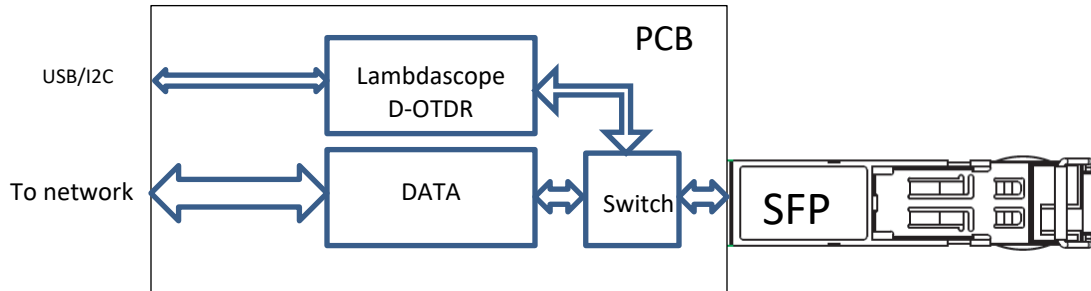 PCB
USB/I2C
Lambdascope
D-OTDR
To network
DATA
Switch
SFP